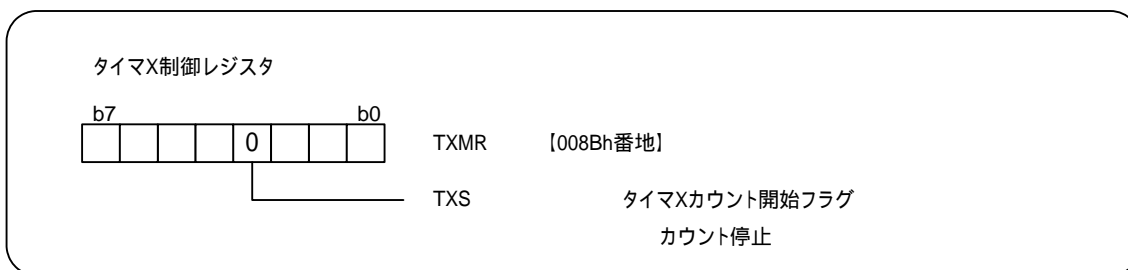 タイマX制御レジスタ
b7 b0
0 TXMR 【008Bh番地】
TXS タイマXカウント開始フラグ
カウント停止